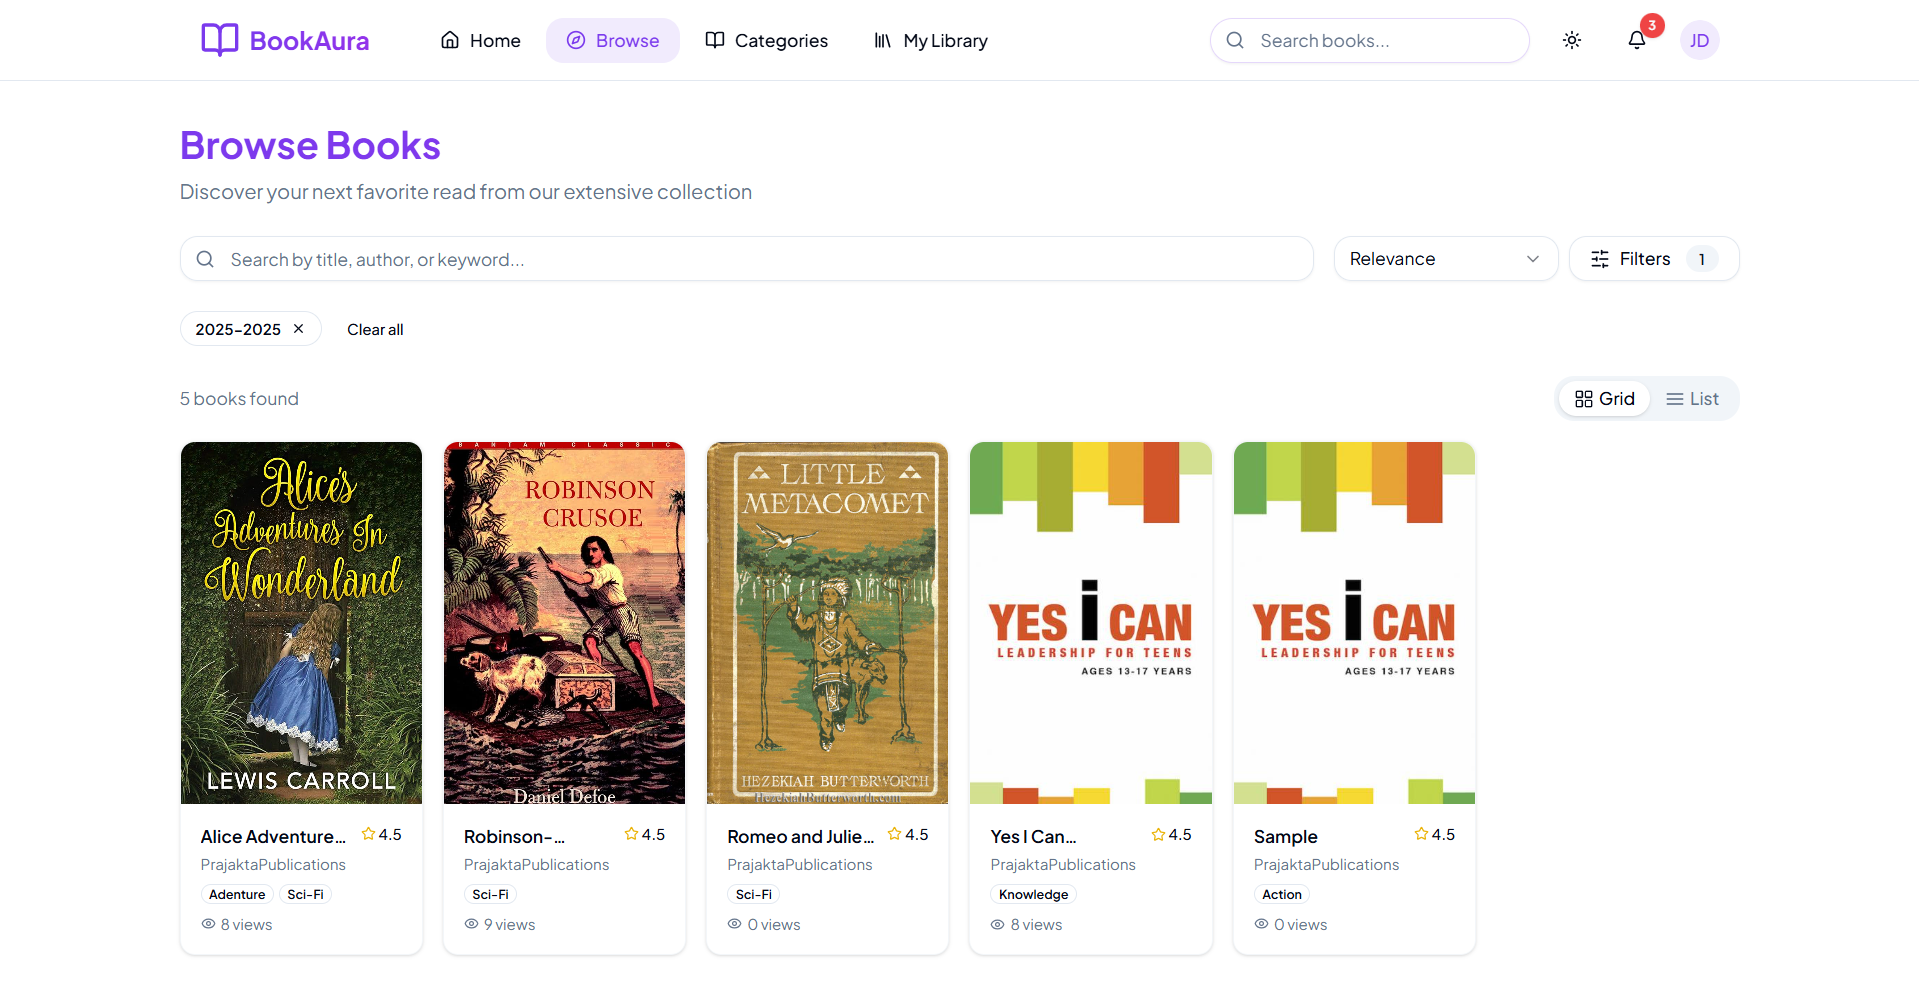 BookAura
Home
Browse
Categories
My Library
Search books...
3
JD
Browse Books
Discover your next favorite read from our extensive collection
Search by title, author, or keyword...
Relevance
Filters
1
2025-2025
Clear all
5 books found
Grid
List
Alice's
Adventures In
Wonderland
LEWIS CARROLL
BANTAM CLASSIC
ROBINSON
CRUSOE
Daniel Defoe
LITTLE
METACOMET
HEZEKIAH BUTTERWORTH
HezekiahButterworth.com
YES i CAN
LEADERSHIP FOR TEENS
AGES 13-17 YEARS
YES i CAN
LEADERSHIP FOR TEENS
AGES 13-17 YEARS
Alice Adventure...
4.5
PrajaktaPublications
Adenture
Sci-Fi
8 views
Robinson-...
4.5
PrajaktaPublications
Sci-Fi
9 views
Romeo and Julie...
4.5
PrajaktaPublications
Sci-Fi
0 views
Yes I Can...
4.5
PrajaktaPublications
Knowledge
8 views
Sample
4.5
PrajaktaPublications
Action
0 views